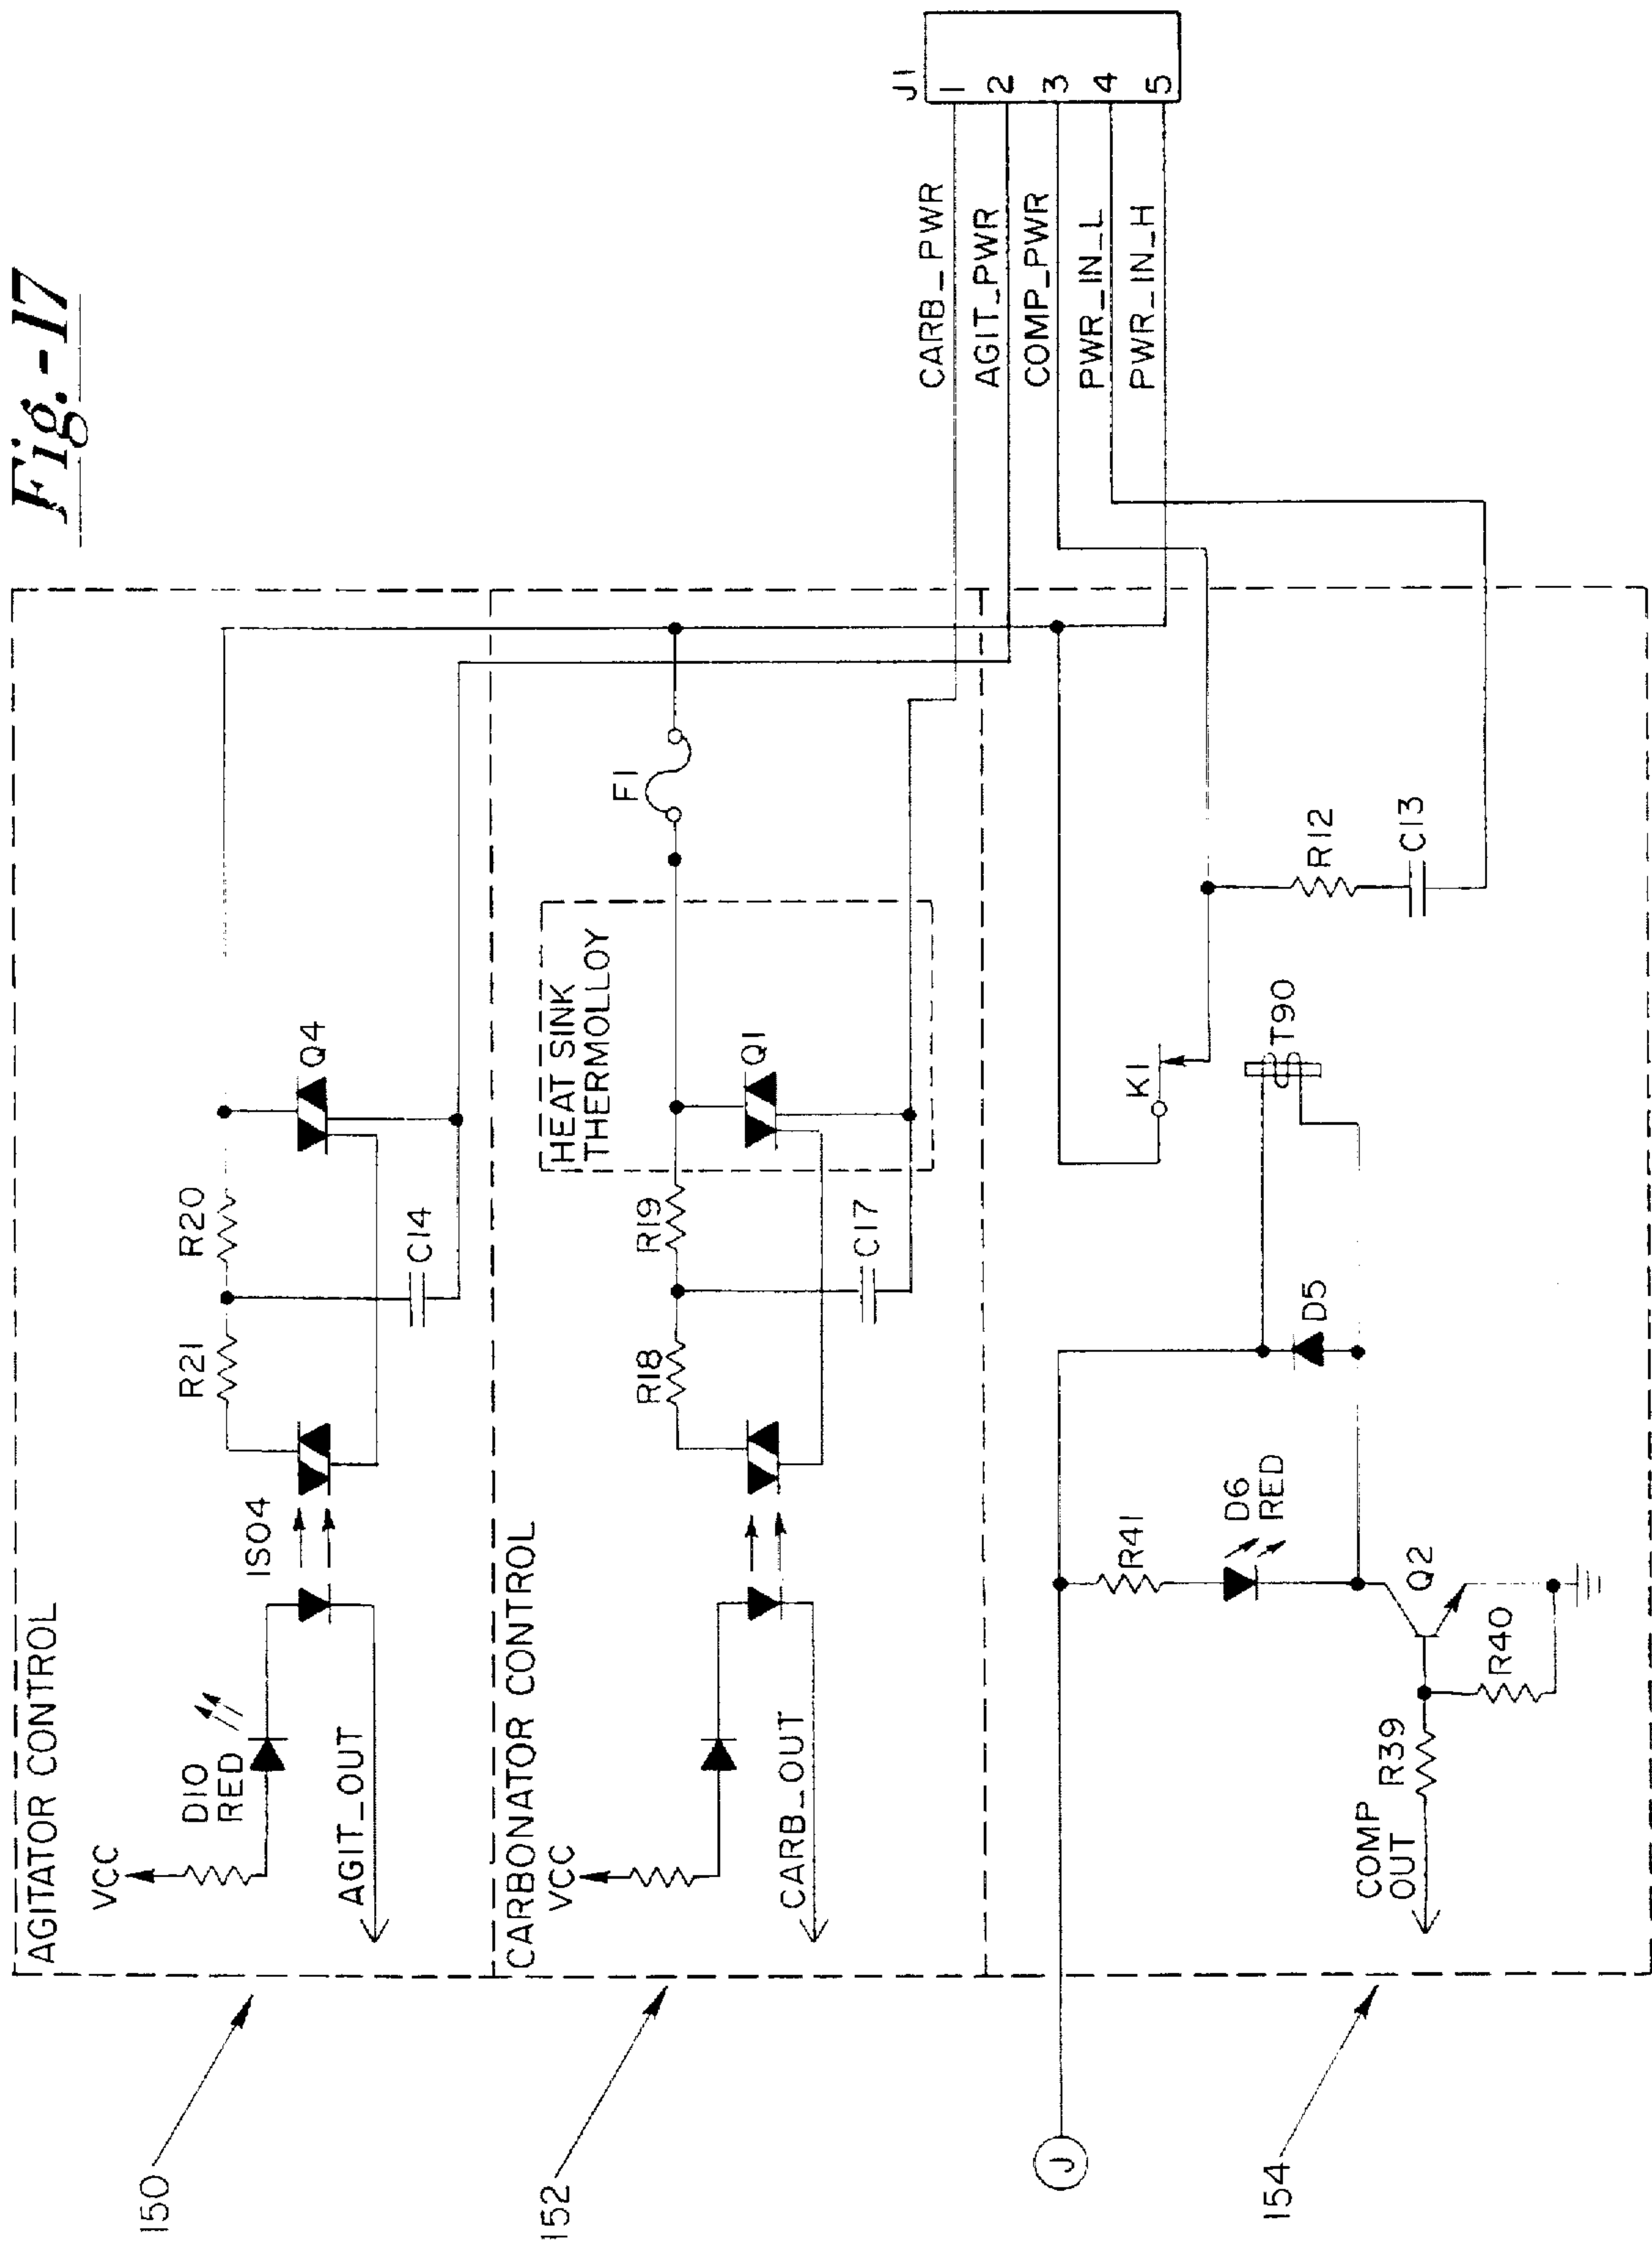 Fig.-17
AGITATOR CONTROL
VCC
D10
RED
AGIT_OUT
ISO4
R21
R20
C14
Q4
150
CARBONATOR CONTROL
VCC
CARB_OUT
R18
R19
C17
HEAT SINK
THERMOLLOY
Q1
F1
152
J
COMP
OUT
R39
R40
Q2
R41
D6
RED
D5
T90
K1
R12
C13
154
CARB_PWR
AGIT_PWR
COMP_PWR
PWR_IN_L
PWR_IN_H
J1
1
2
3
4
5